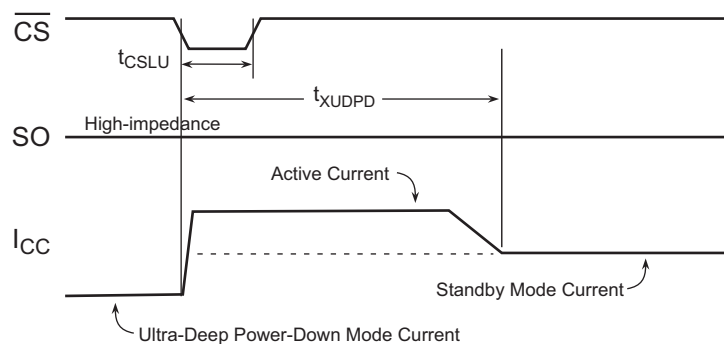 CS
tCSLU
tXUDPD
High-impedance
SO
Active Current
ICC
Standby Mode Current
Ultra-Deep Power-Down Mode Current